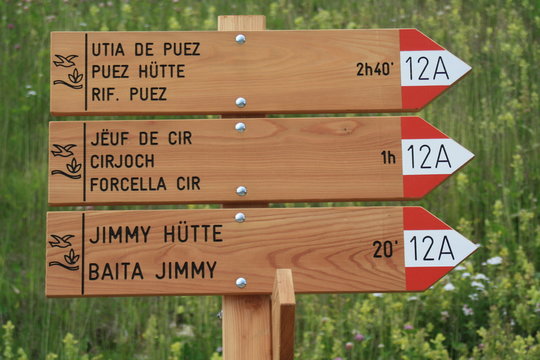 UTIA DE PUEZ
PUEZ HÜTTE 2h40' 12A
RIF. PUEZ
JËUF DE CIR
CIRJOCH 1h 12A
FORCELLA CIR
JIMMY HÜTTE
20' 12A
BAITA JIMMY